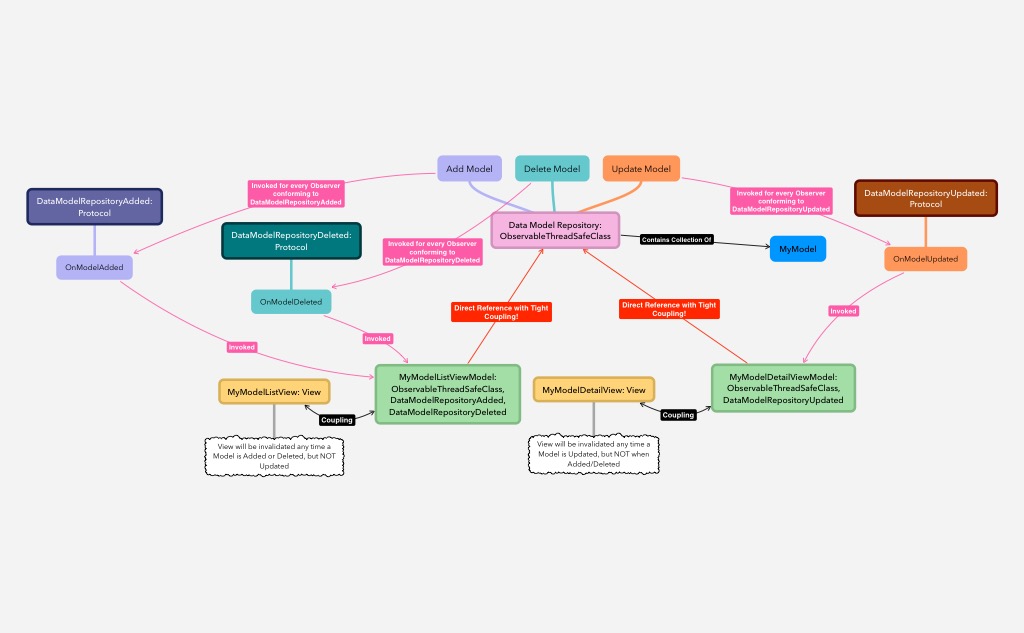 Add Model
Delete Model
Update Model
Invoked for every Observer
conforming to
DataModelRepositoryAdded
Invoked for every Observer
conforming to
DataModelRepositoryUpdated
DataModelRepositoryAdded:
Protocol
DataModelRepositoryUpdated:
Protocol
DataModelRepositoryDeleted:
Protocol
Data Model Repository:
ObservableThreadSafeClass
Contains Collection Of
MyModel
Invoked for every Observer
conforming to
DataModelRepositoryDeleted
OnModelAdded
OnModelUpdated
OnModelDeleted
Direct Reference with Tight
Coupling!
Direct Reference with Tight
Coupling!
Invoked
Invoked
Invoked
MyModelListView: View
MyModelListViewModel:
ObservableThreadSafeClass,
DataModelRepositoryAdded,
DataModelRepositoryDeleted
MyModelDetailView: View
MyModelDetailViewModel:
ObservableThreadSafeClass,
DataModelRepositoryUpdated
Coupling
Coupling
View will be invalidated any time a
Model is Added or Deleted, but NOT
Updated
View will be invalidated any time a
Model is Updated, but NOT when
Added/Deleted